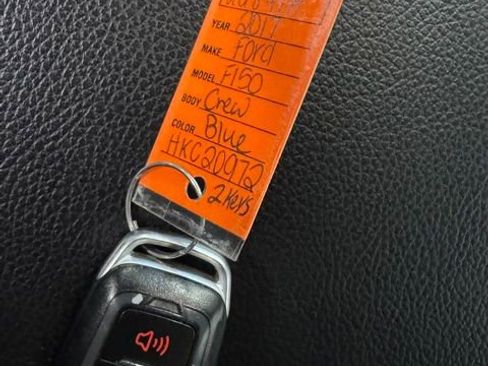 YEAR 2017
MAKE Ford
MODEL F150
BODY Crew
COLOR Blue
HKC20972
2 Keys